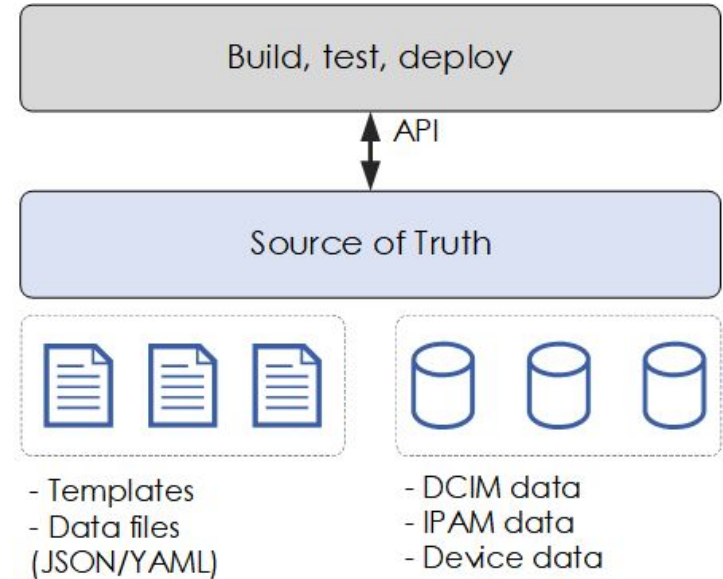 Build, test, deploy
API
Source of Truth
- Templates
- Data files
(JSON/YAML)
- DCIM data
- IPAM data
- Device data